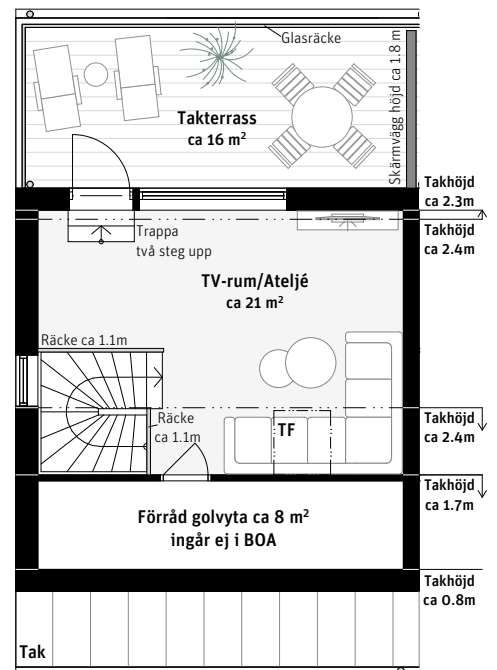 Glasräcke
Skärmvägg höjd ca 1.8 m
Takterrass
ca 16 m²
Takhöjd
ca 2.3m
Takhöjd
ca 2.4m
Trappa
två steg upp
TV-rum/Ateljé
ca 21 m²
Räcke ca 1.1m
Räcke
ca 1.1m
TF
Takhöjd
ca 2.4m
Takhöjd
ca 1.7m
Förråd golvyta ca 8 m²
ingår ej i BOA
Takhöjd
ca 0.8m
Tak